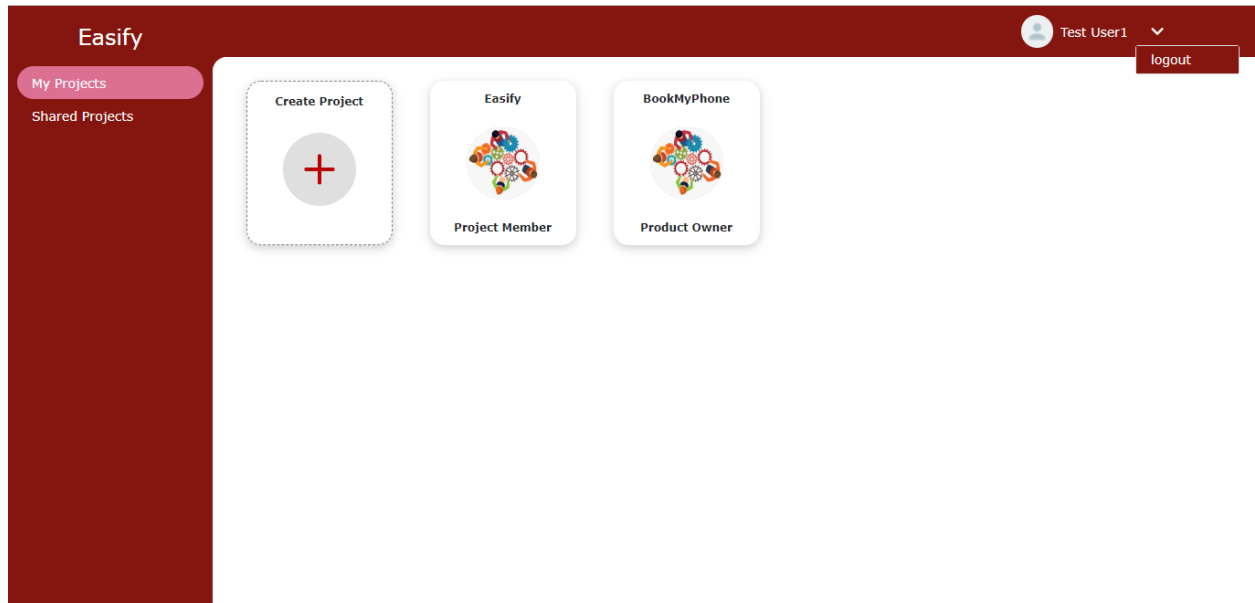 Easify
Test User1
logout
My Projects
Shared Projects
Create Project
Easify
Project Member
BookMyPhone
Product Owner